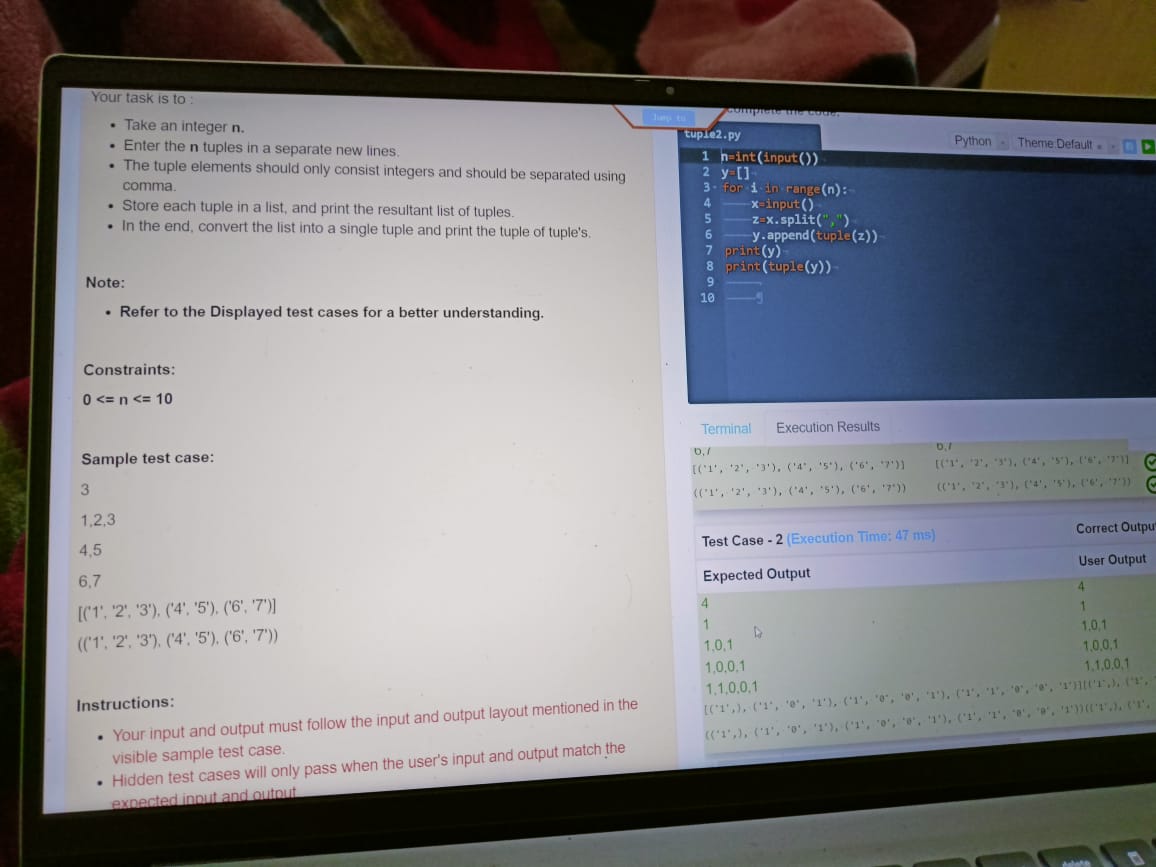 Your task is to :
• Take an integer n.
• Enter the n tuples in a separate new lines.
• The tuple elements should only consist integers and should be separated using
comma.
• Store each tuple in a list, and print the resultant list of tuples.
• In the end, convert the list into a single tuple and print the tuple of tuple's.
Note:
• Refer to the Displayed test cases for a better understanding.
Constraints:
0 <= n <= 10
Sample test case:
3
1,2,3
4,5
6,7
[('1', '2', '3'), ('4', '5'), ('6', '7')]
(('1', '2', '3'), ('4', '5'), ('6', '7'))
Instructions:
• Your input and output must follow the input and output layout mentioned in the
visible sample test case.
• Hidden test cases will only pass when the user's input and output match the
expected input and output
Jump to
complete the code.
tuple2.py
Python
Theme:Default
1 n=int(input())
2 y=[]
3 for i in range(n):
4 x=input()
5 z=x.split(",")
6 y.append(tuple(z))
7 print(y)
8 print(tuple(y))
9
10
Terminal
Execution Results
6,7 6,7
[('1', '2', '3'), ('4', '5'), ('6', '7')] [('1', '2', '3'), ('4', '5'), ('6', '7')]
(('1', '2', '3'), ('4', '5'), ('6', '7')) (('1', '2', '3'), ('4', '5'), ('6', '7'))
Test Case - 2 (Execution Time: 47 ms) Correct Outpu
Expected Output User Output
4 4
1 1
1,0,1 1,0,1
1,0,0,1 1,0,0,1
1,1,0,0,1 1,1,0,0,1
[('1',), ('1', '0', '1'), ('1', '0', '0', '1'), ('1', '1', '0', '0', '1')][('1',), ('1',
(('1',), ('1', '0', '1'), ('1', '0', '0', '1'), ('1', '1', '0', '0', '1'))(('1',), ('1',
delete